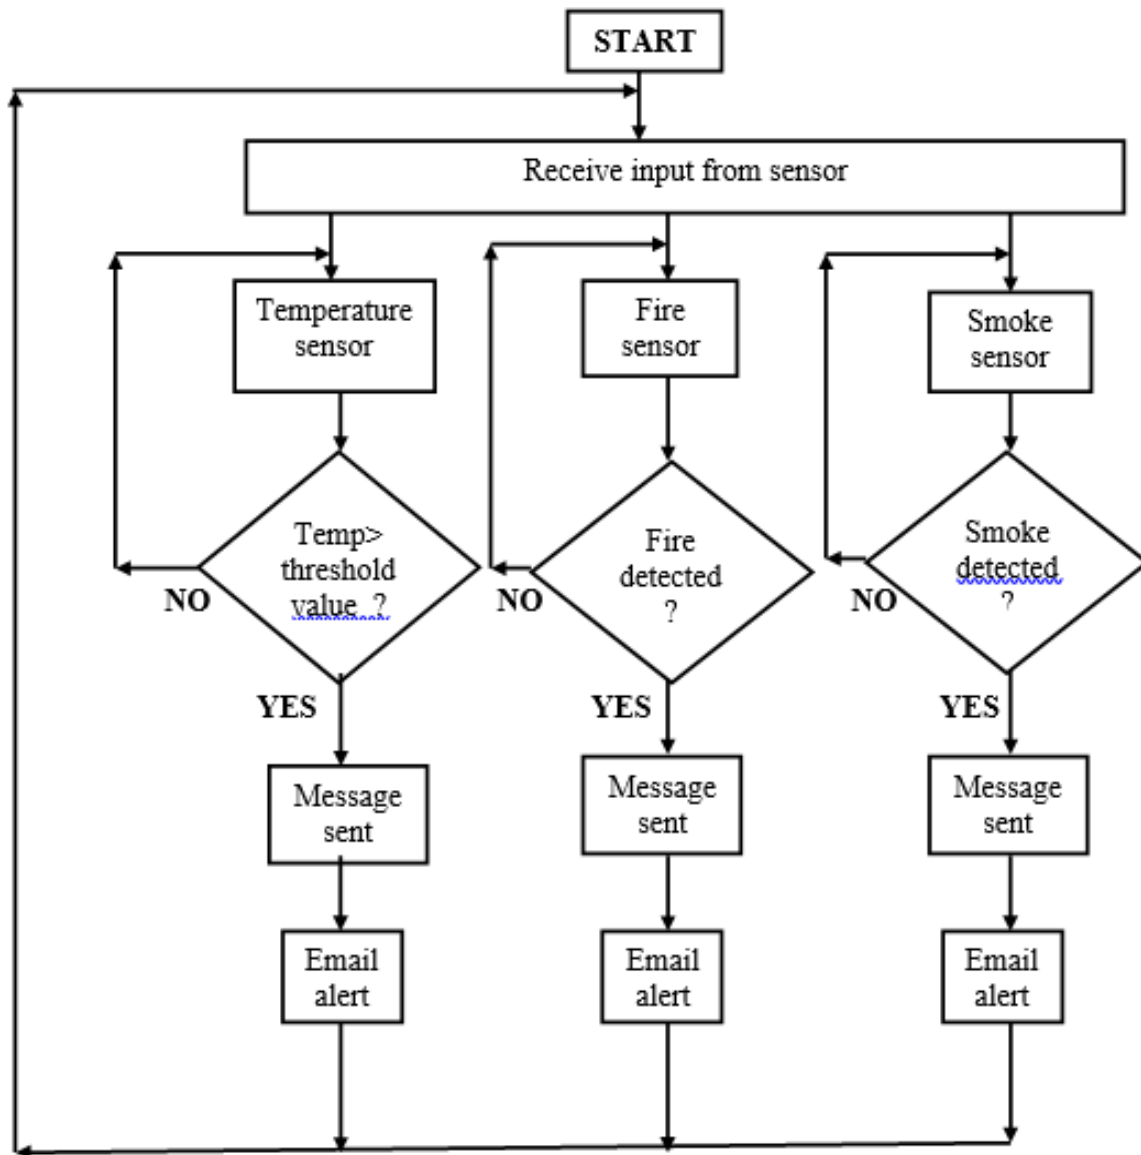 START
Receive input from sensor
Temperature
sensor
Fire
sensor
Smoke
sensor
Temp>
threshold
value ?
NO
Fire
detected
?
NO
Smoke
detected
?
NO
YES
YES
YES
Message
sent
Message
sent
Message
sent
Email
alert
Email
alert
Email
alert